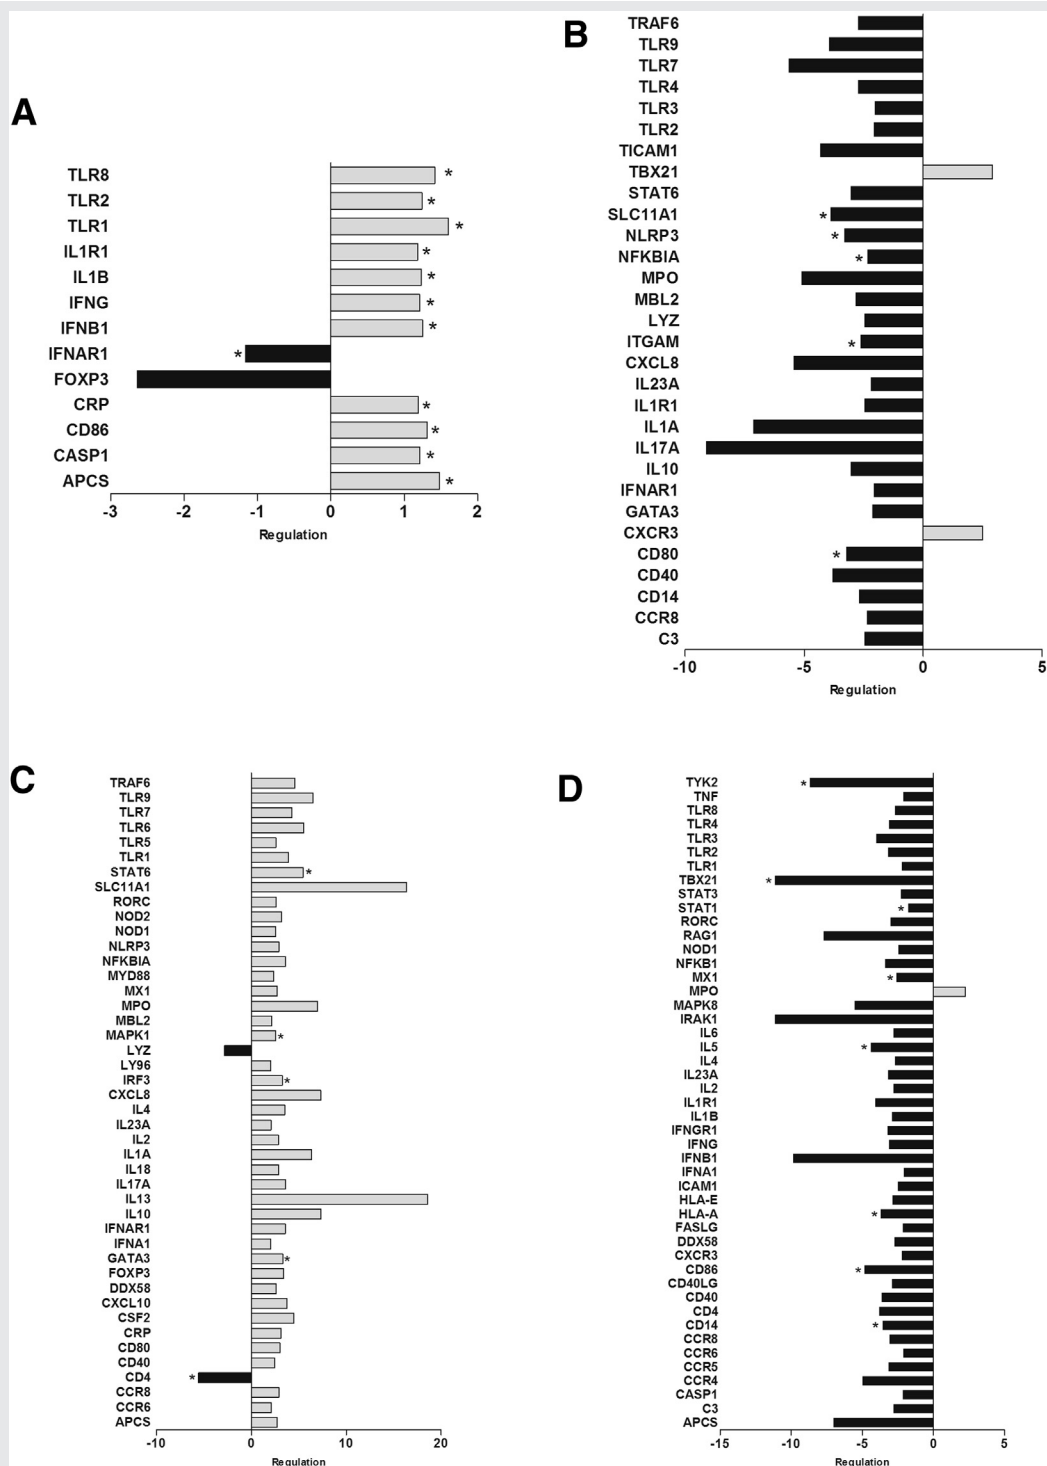 A
TLR8 *
TLR2 *
TLR1 *
IL1R1 *
IL1B *
IFNG *
IFNB1 *
IFNAR1 *
FOXP3
CRP *
CD86 *
CASP1 *
APCS *
-3 -2 -1 0 1 2
Regulation
B
TRAF6
TLR9
TLR7
TLR4
TLR3
TLR2
TICAM1
TBX21
STAT6
SLC11A1 *
NLRP3 *
NFKBIA *
MPO
MBL2
LYZ
ITGAM *
CXCL8
IL23A
IL1R1
IL1A
IL17A
IL10
IFNAR1
GATA3
CXCR3
CD80 *
CD40
CD14
CCR8
C3
-10 -5 0 5
Regulation
C
TRAF6
TLR9
TLR7
TLR6
TLR5
TLR1
STAT6 *
SLC11A1
RORC
NOD2
NOD1
NLRP3
NFKBIA
MYD88
MX1
MPO
MBL2
MAPK1 *
LYZ
LY96
IRF3 *
CXCL8
IL4
IL23A
IL2
IL1A
IL18
IL17A
IL13
IL10
IFNAR1
IFNA1
GATA3 *
FOXP3
DDX58
CXCL10
CSF2
CRP
CD80
CD40
CD4 *
CCR8
CCR6
APCS
-10 0 10 20
Regulation
D
TYK2 *
TNF
TLR8
TLR4
TLR3
TLR2
TLR1
TBX21 *
STAT3
STAT1 *
RORC
RAG1
NOD1
NFKB1
MX1 *
MPO
MAPK8
IRAK1
IL6
IL5 *
IL4
IL23A
IL2
IL1R1
IL1B
IFNGR1
IFNG
IFNB1
IFNA1
ICAM1
HLA-E
HLA-A *
FASLG
DDX58
CXCR3
CD86 *
CD40LG
CD40
CD4
CD14 *
CCR8
CCR6
CCR5
CCR4
CASP1
C3
APCS
-15 -10 -5 0 5
Regulation